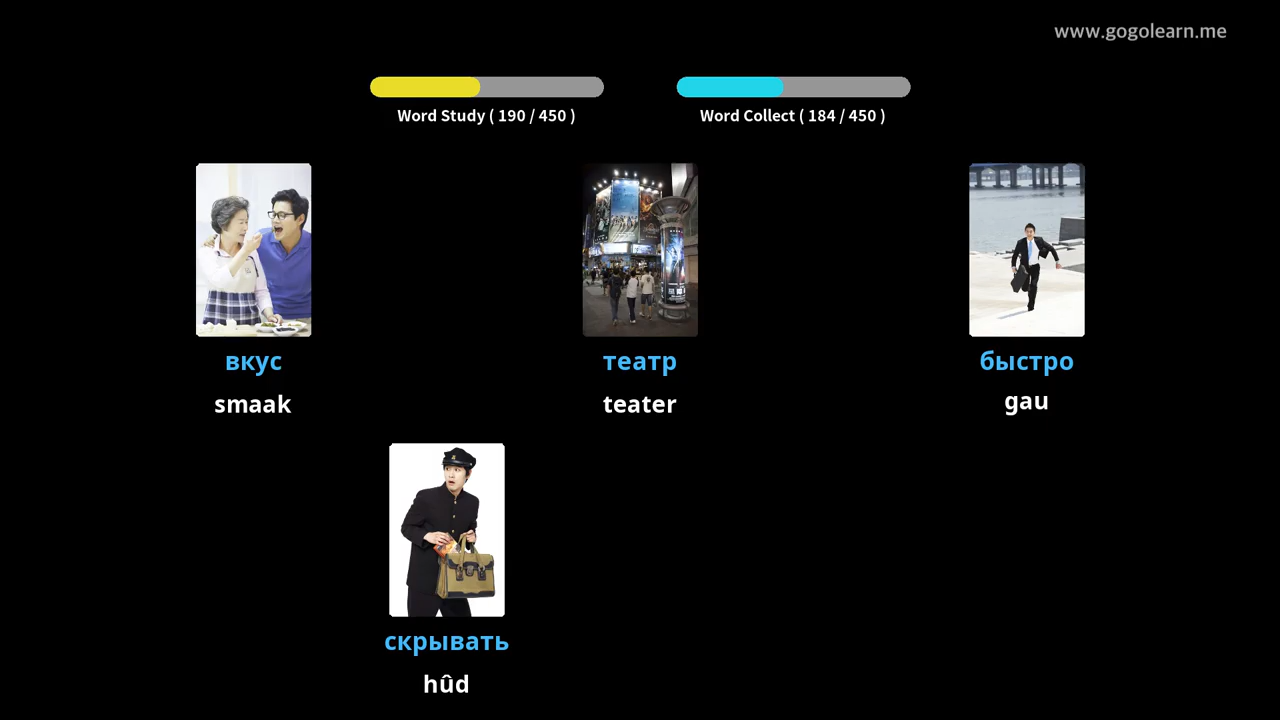 www.gogolearn.me
Word Study ( 190 / 450 )
Word Collect ( 184 / 450 )
вкус
театр
быстро
smaak
teater
gau
скрывать
hûd